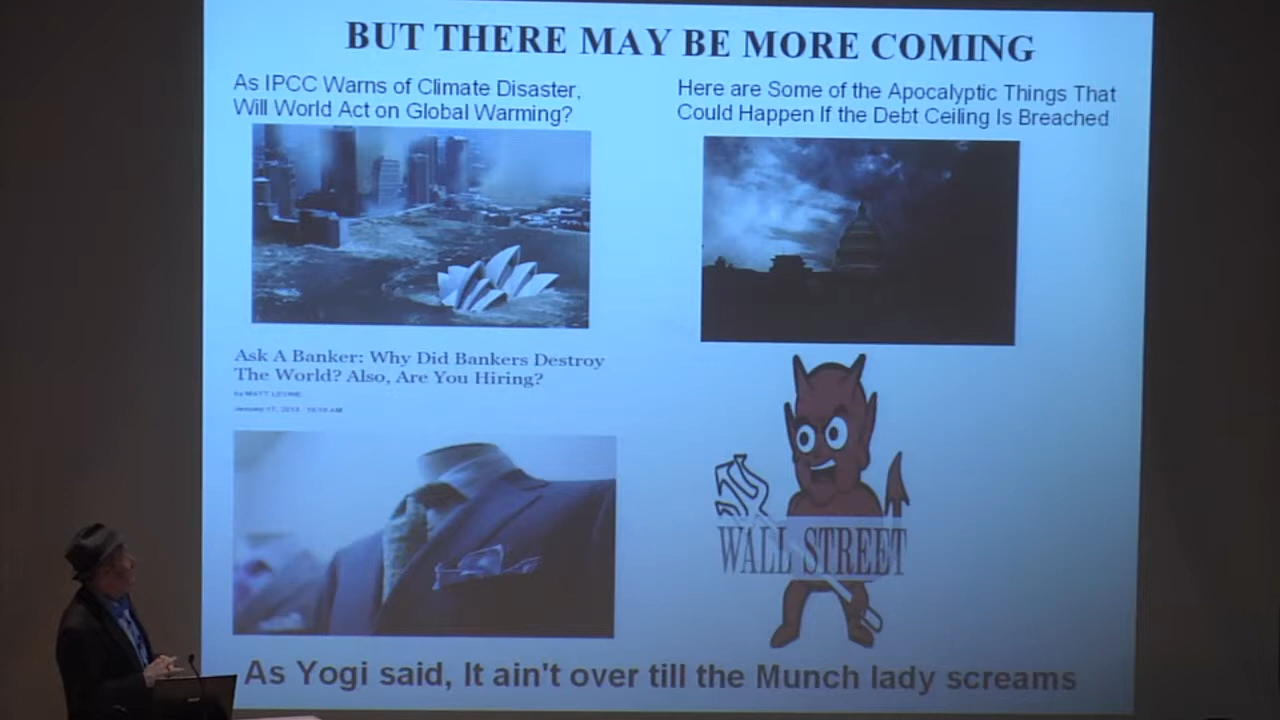 BUT THERE MAY BE MORE COMING
As IPCC Warns of Climate Disaster,
Will World Act on Global Warming?
Here are Some of the Apocalyptic Things That
Could Happen If the Debt Ceiling Is Breached
Ask A Banker: Why Did Bankers Destroy
The World? Also, Are You Hiring?
by MATT LEVINE
WALL STREET
As Yogi said, It ain't over till the Munch lady screams